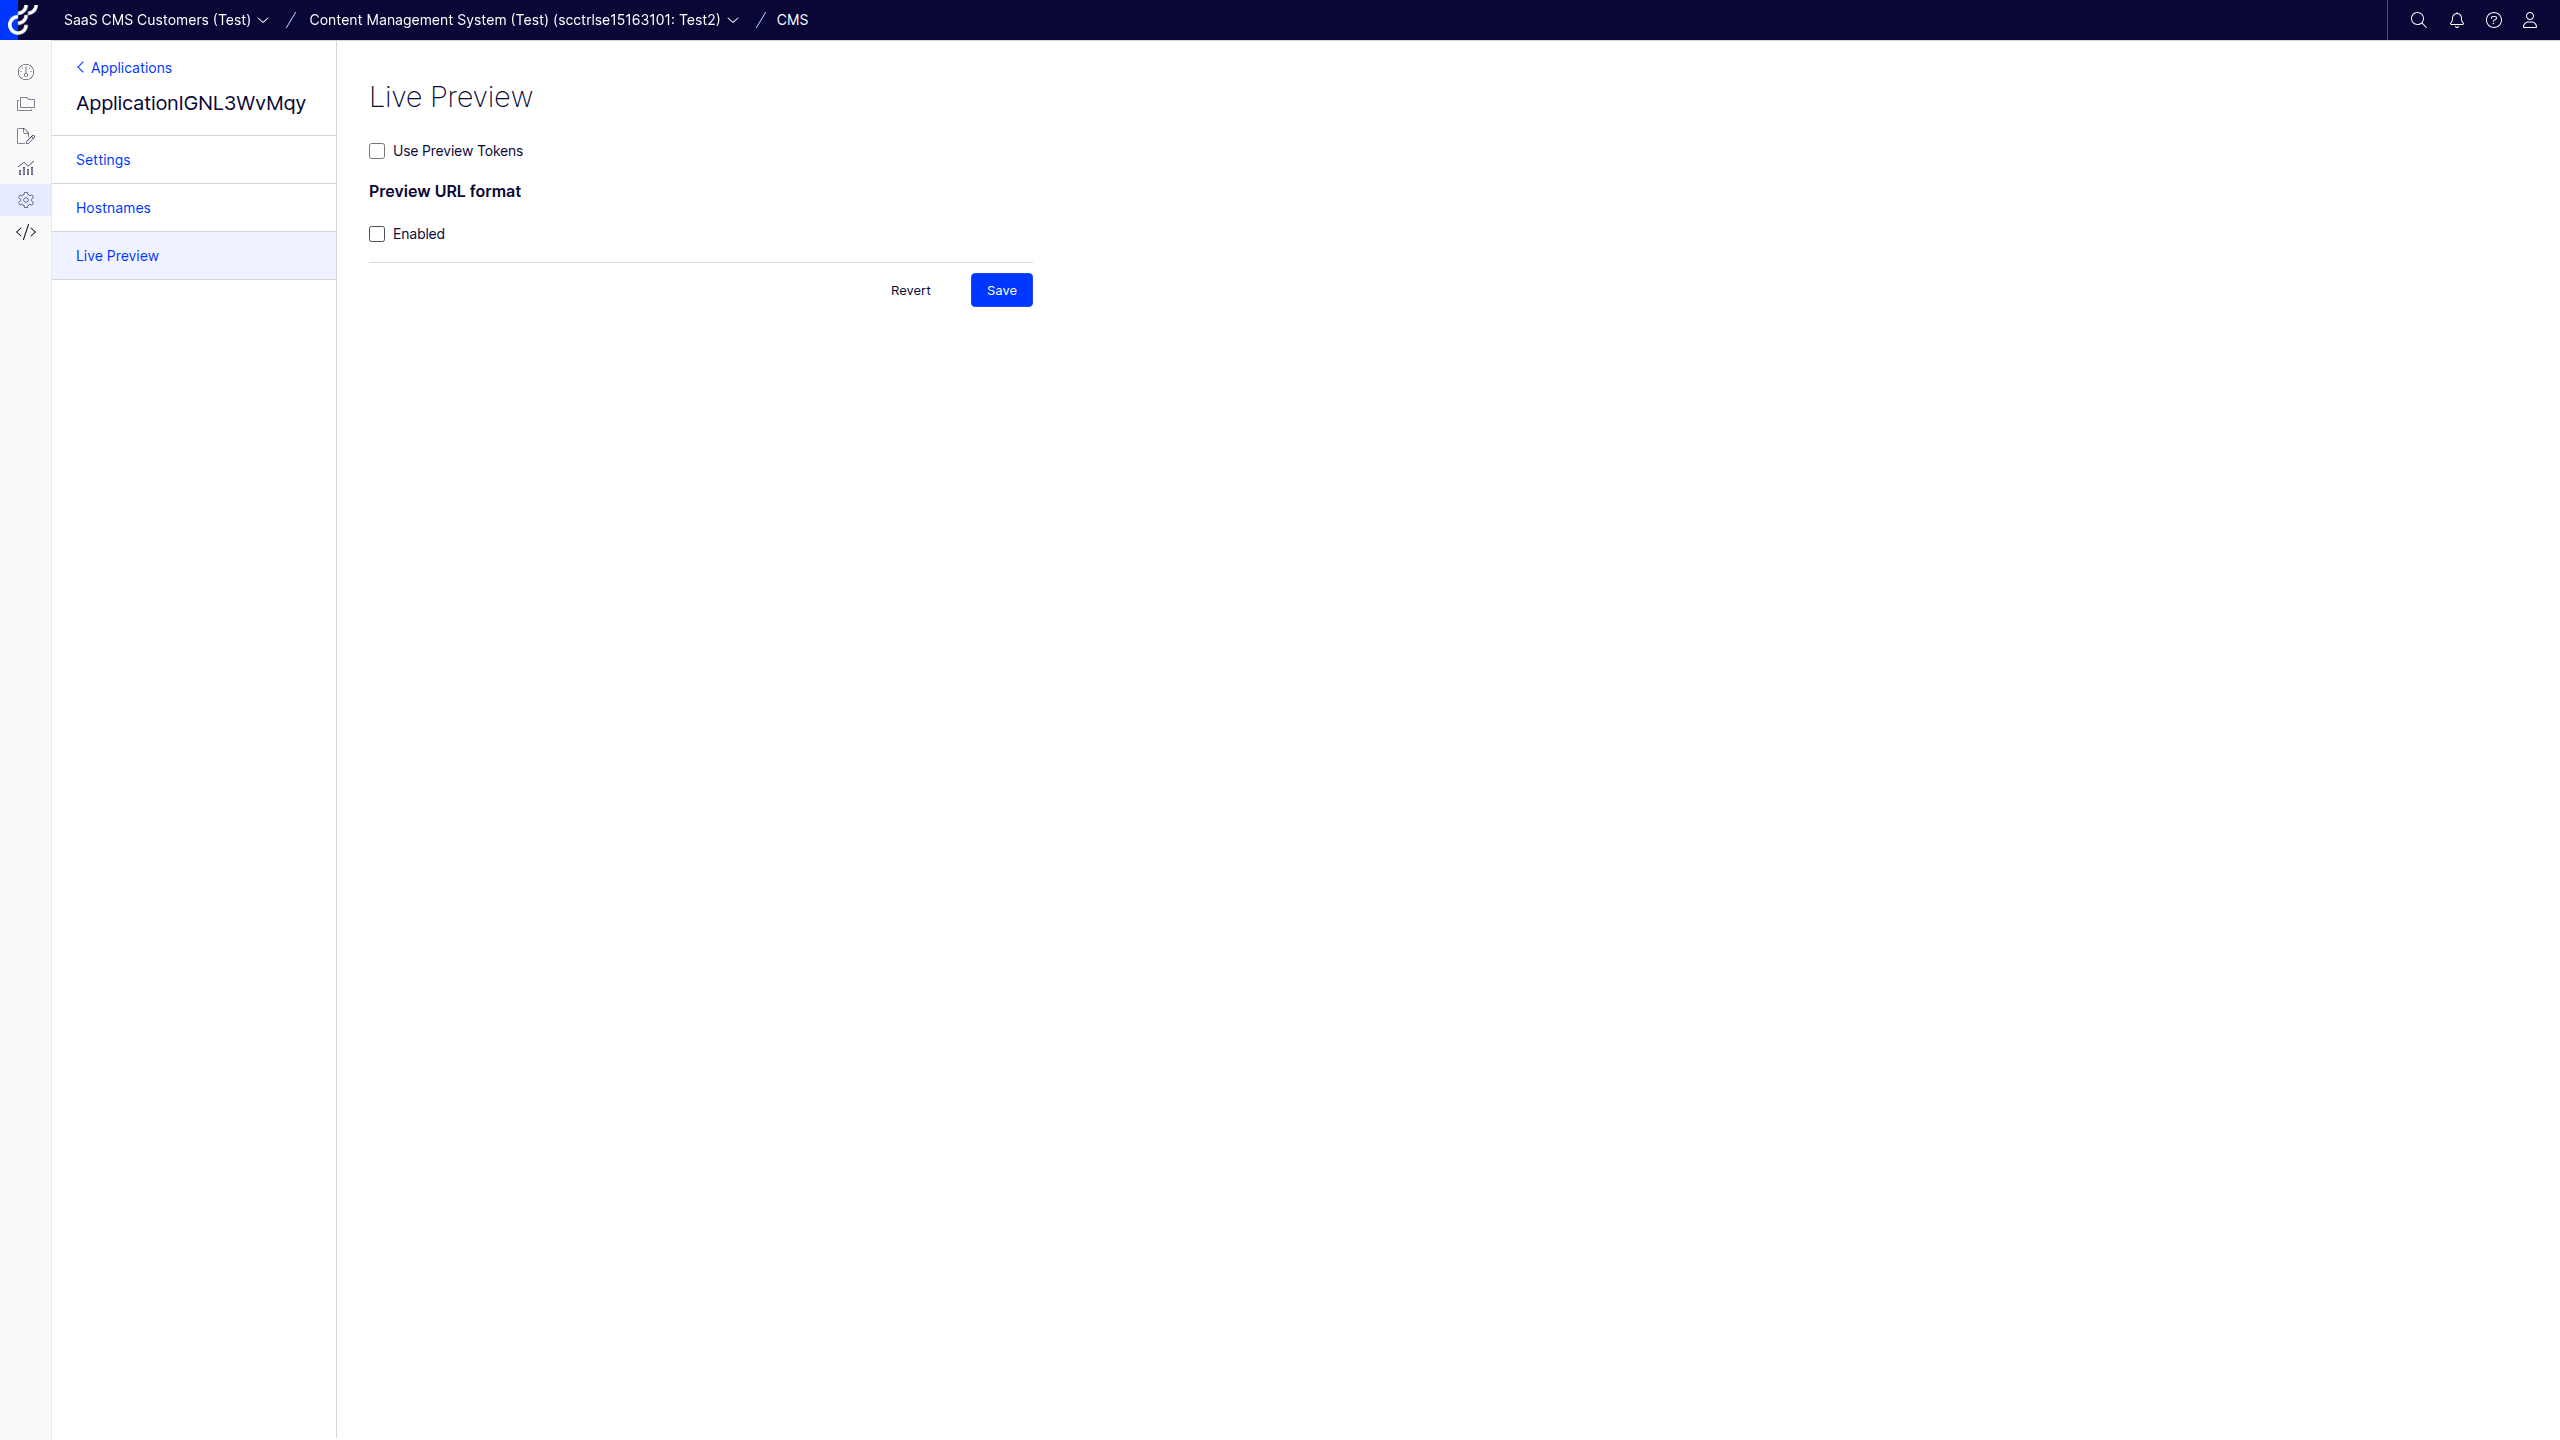 SaaS CMS Customers (Test) / Content Management System (Test) (scctrlse15163101: Test2) / CMS
Applications
ApplicationIGNL3WvMqy
Settings
Hostnames
Live Preview
Live Preview
Use Preview Tokens
Preview URL format
Enabled
Revert Save